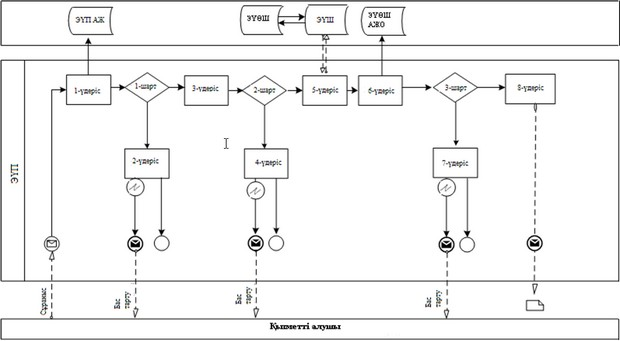 ЭҮП АЖ
ЭҮӨШ
ЭҮШ
ЭҮӨШ
АЖО
ЭҮП
1-үдеріс
1-шарт
3-үдеріс
2-шарт
5-үдеріс
6-үдеріс
3-шарт
8-үдеріс
2-үдеріс
4-үдеріс
7-үдеріс
Сұраныс
Бас
тарту
Бас
тарту
Бас
тарту
Қызметті алушы